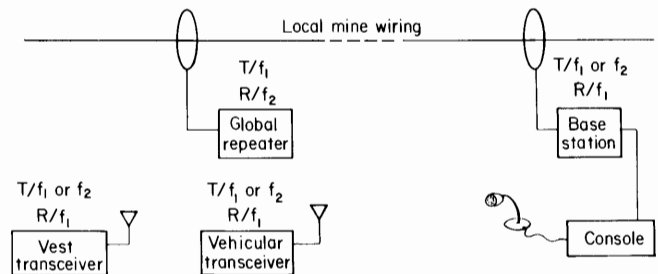 Local mine wiring
T/f₁
R/f₂
Global
repeater
T/f₁ or f₂
R/f₁
Base
station
T/f₁ or f₂
R/f₁
Vest
transceiver
T/f₁ or f₂
R/f₁
Vehicular
transceiver
Console